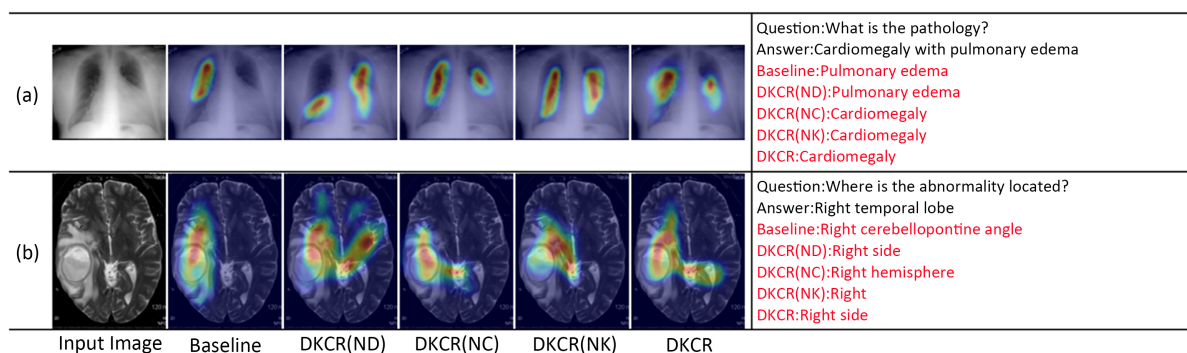 (a)
Question:What is the pathology?
Answer:Cardiomegaly with pulmonary edema
Baseline:Pulmonary edema
DKCR(ND):Pulmonary edema
DKCR(NC):Cardiomegaly
DKCR(NK):Cardiomegaly
DKCR:Cardiomegaly
(b)
Question:Where is the abnormality located?
Answer:Right temporal lobe
Baseline:Right cerebellopontine angle
DKCR(ND):Right side
DKCR(NC):Right hemisphere
DKCR(NK):Right
DKCR:Right side
Input Image Baseline DKCR(ND) DKCR(NC) DKCR(NK) DKCR